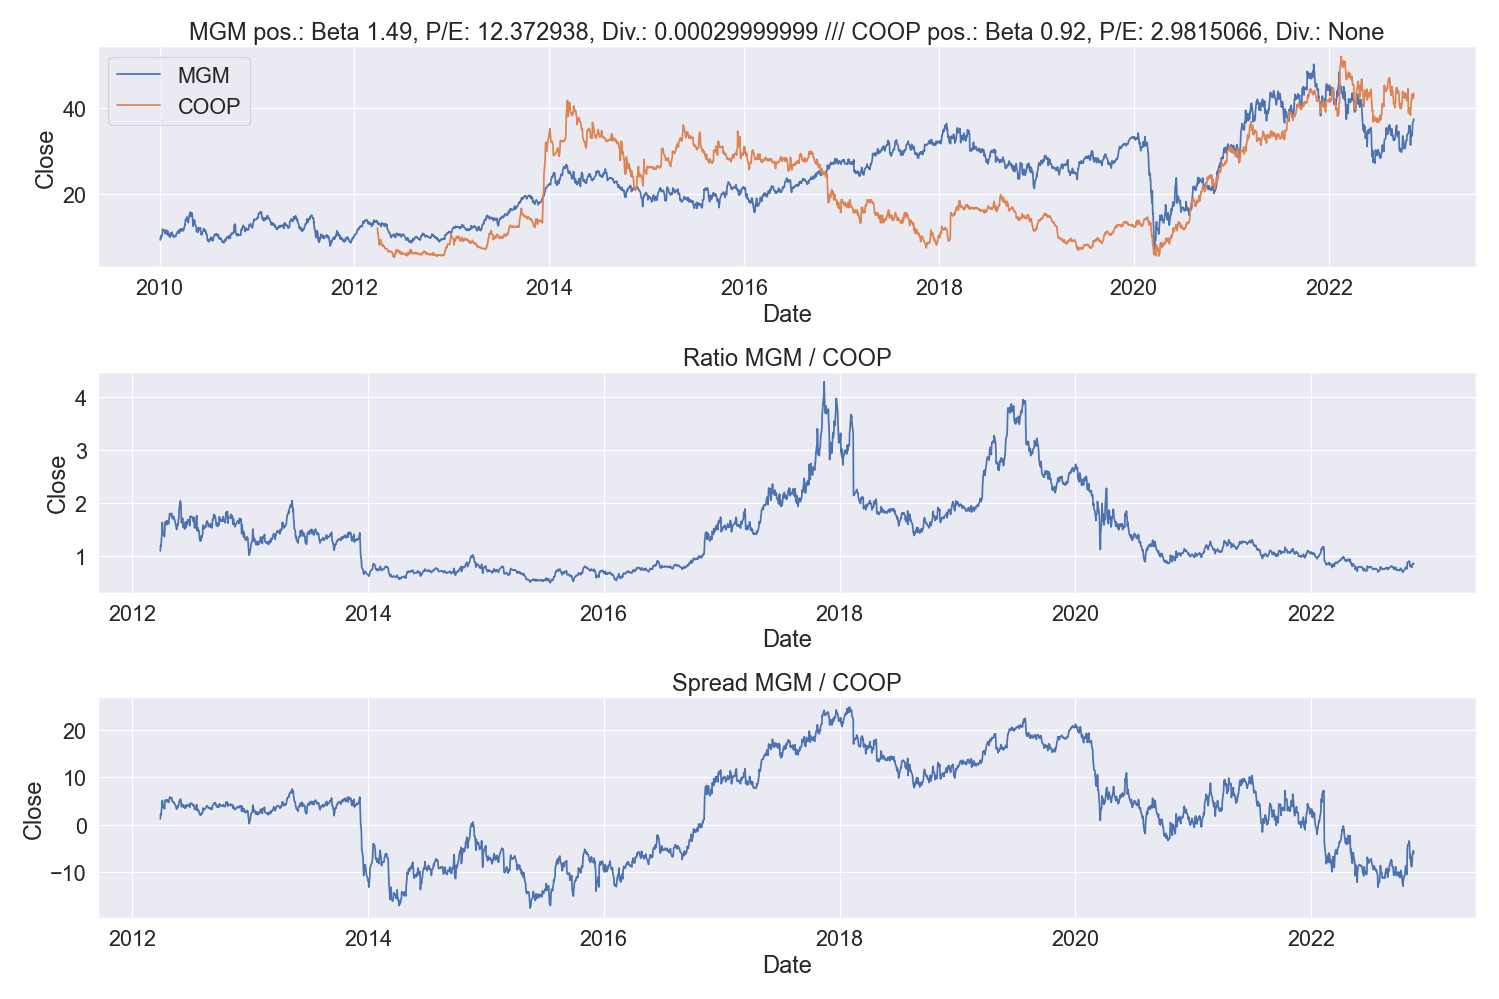 MGM pos.: Beta 1.49, P/E: 12.372938, Div.: 0.00029999999 /// COOP pos.: Beta 0.92, P/E: 2.9815066, Div.: None
MGM
COOP
40
20
Close
2010 2012 2014 2016 2018 2020 2022
Date
Ratio MGM / COOP
4
3
2
1
Close
2012 2014 2016 2018 2020 2022
Date
Spread MGM / COOP
20
10
0
−10
Close
2012 2014 2016 2018 2020 2022
Date